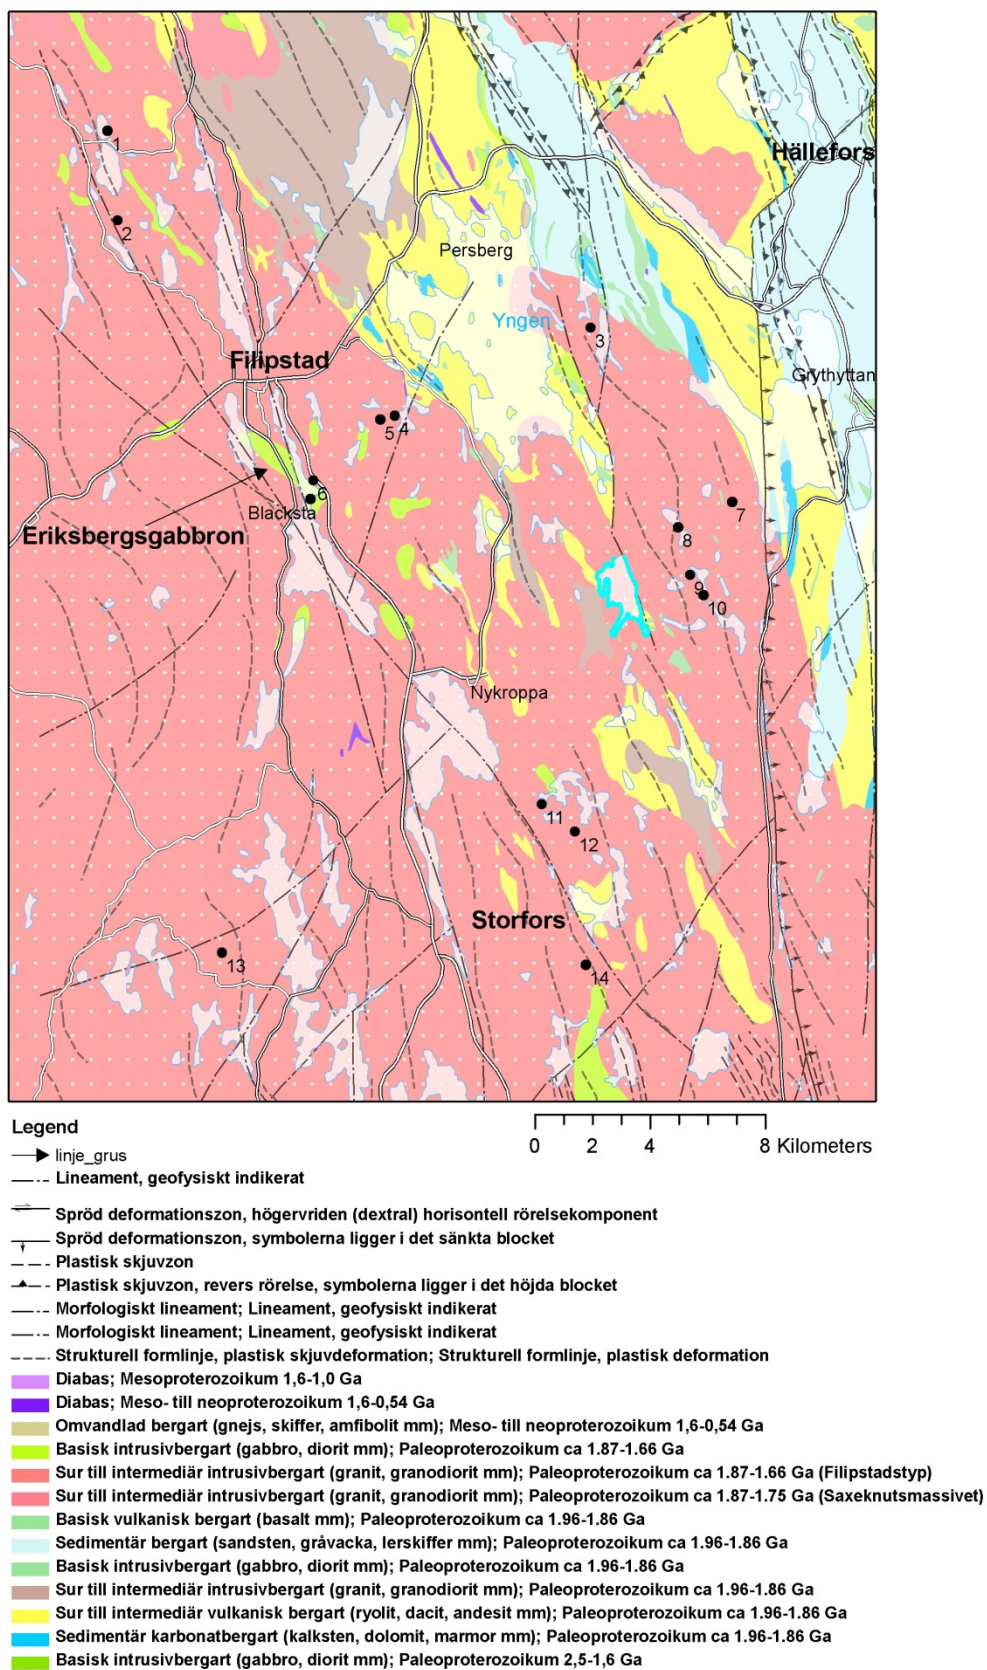 Hällefors
1
2
Persberg
Yngen
3
Filipstad
Grythyttan
5
4
6
7
Blacksta
8
Eriksbergsgabbron
9
10
Nykroppa
11
12
Storfors
13
14
Legend
0 2 4 8 Kilometers
linje_grus
Lineament, geofysiskt indikerat
Spröd deformationszon, högervriden (dextral) horisontell rörelsekomponent
Spröd deformationszon, symbolerna ligger i det sänkta blocket
Plastisk skjuvzon
Plastisk skjuvzon, revers rörelse, symbolerna ligger i det höjda blocket
Morfologiskt lineament; Lineament, geofysiskt indikerat
Morfologiskt lineament; Lineament, geofysiskt indikerat
Strukturell formlinje, plastisk skjuvdeformation; Strukturell formlinje, plastisk deformation
Diabas; Mesoproterozoikum 1,6-1,0 Ga
Diabas; Meso- till neoproterozoikum 1,6-0,54 Ga
Omvandlad bergart (gnejs, skiffer, amfibolit mm); Meso- till neoproterozoikum 1,6-0,54 Ga
Basisk intrusivbergart (gabbro, diorit mm); Paleoproterozoikum ca 1.87-1.66 Ga
Sur till intermediär intrusivbergart (granit, granodiorit mm); Paleoproterozoikum ca 1.87-1.66 Ga (Filipstadstyp)
Sur till intermediär intrusivbergart (granit, granodiorit mm); Paleoproterozoikum ca 1.87-1.75 Ga (Saxeknutsmassivet)
Basisk vulkanisk bergart (basalt mm); Paleoproterozoikum ca 1.96-1.86 Ga
Sedimentär bergart (sandsten, gråvacka, lerskiffer mm); Paleoproterozoikum ca 1.96-1.86 Ga
Basisk intrusivbergart (gabbro, diorit mm); Paleoproterozoikum ca 1.96-1.86 Ga
Sur till intermediär intrusivbergart (granit, granodiorit mm); Paleoproterozoikum ca 1.96-1.86 Ga
Sur till intermediär vulkanisk bergart (ryolit, dacit, andesit mm); Paleoproterozoikum ca 1.96-1.86 Ga
Sedimentär karbonatbergart (kalksten, dolomit, marmor mm); Paleoproterozoikum ca 1.96-1.86 Ga
Basisk intrusivbergart (gabbro, diorit mm); Paleoproterozoikum 2,5-1,6 Ga